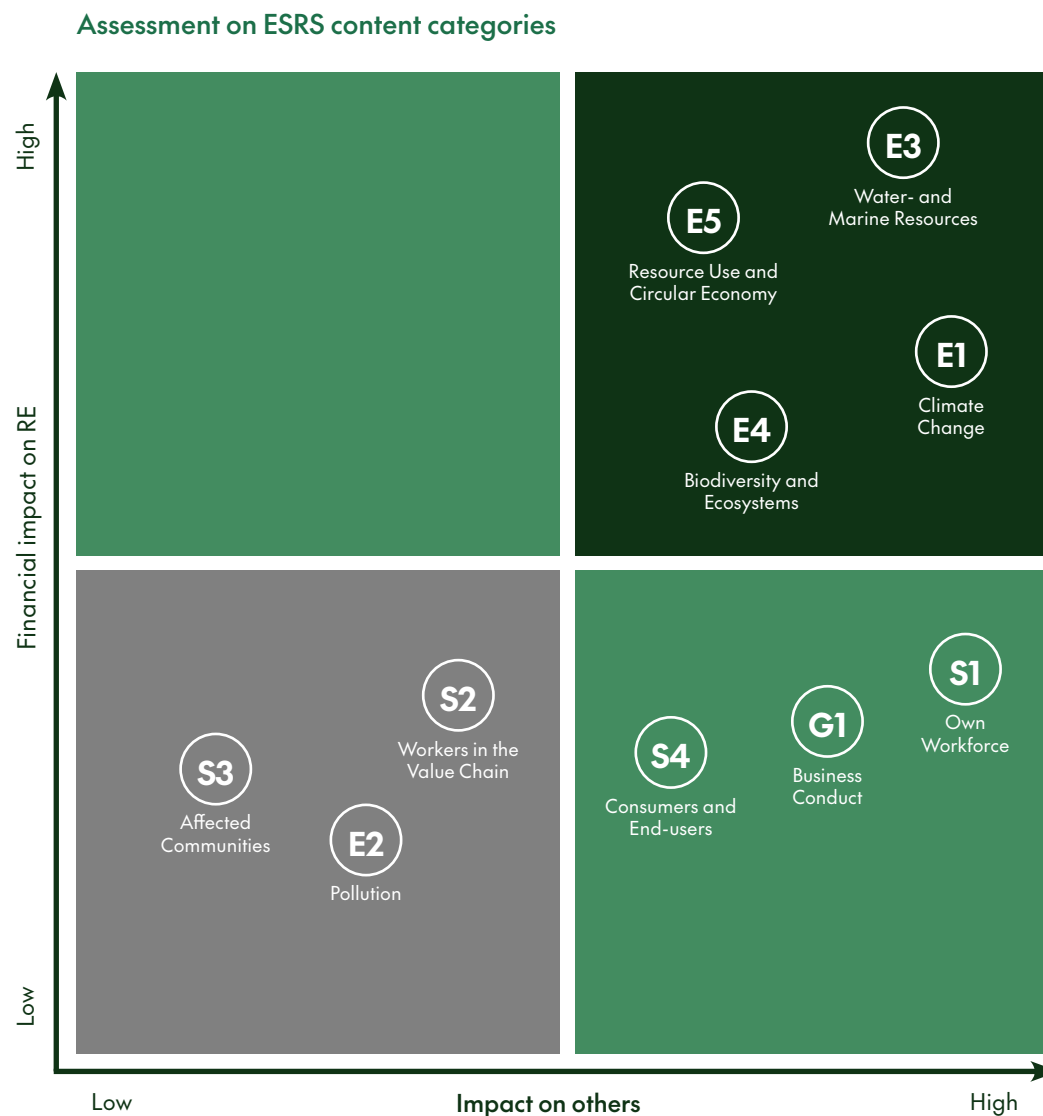 Assessment on ESRS content categories
High
Financial impact on RE
Low
E3
Water- and
Marine Resources
E5
Resource Use and
Circular Economy
E1
Climate
Change
E4
Biodiversity and
Ecosystems
S2
Workers in the
Value Chain
S3
Affected
Communities
E2
Pollution
S1
Own
Workforce
G1
Business
Conduct
S4
Consumers and
End-users
Low
Impact on others
High